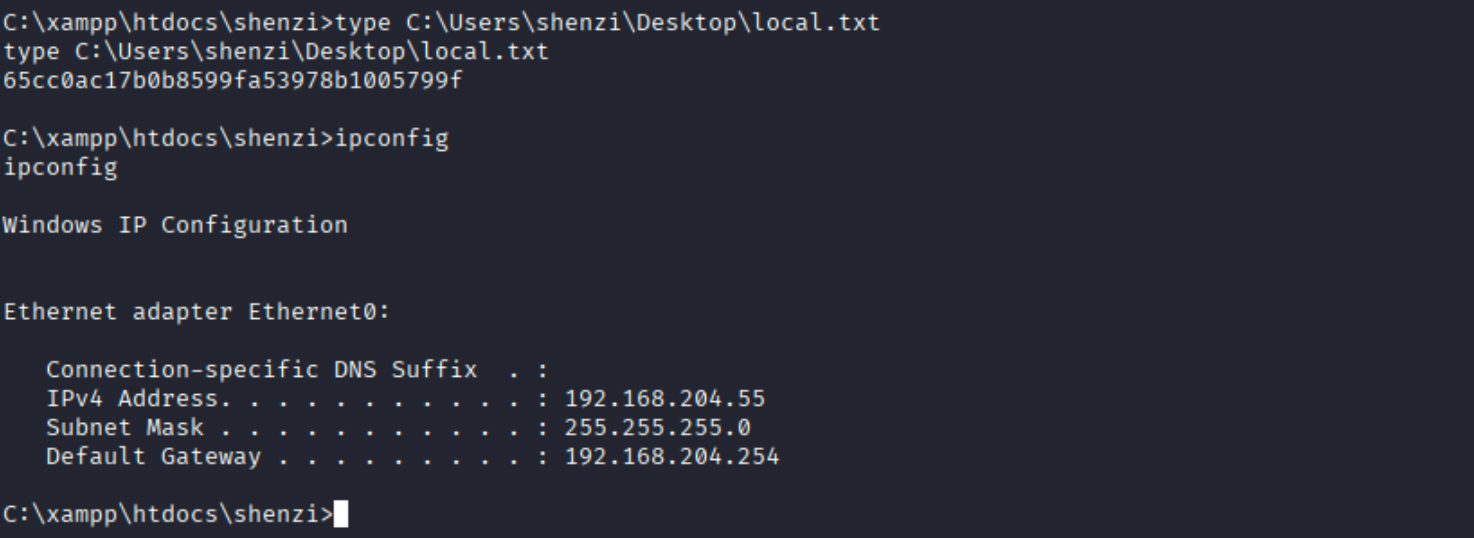 C:\xampp\htdocs\shenzi>type C:\Users\shenzi\Desktop\local.txt
type C:\Users\shenzi\Desktop\local.txt
65cc0ac17b0b8599fa53978b1005799f
C:\xampp\htdocs\shenzi>ipconfig
ipconfig
Windows IP Configuration
Ethernet adapter Ethernet0:
   Connection-specific DNS Suffix  . :
   IPv4 Address. . . . . . . . . . . : 192.168.204.55
   Subnet Mask . . . . . . . . . . . : 255.255.255.0
   Default Gateway . . . . . . . . . : 192.168.204.254
C:\xampp\htdocs\shenzi>